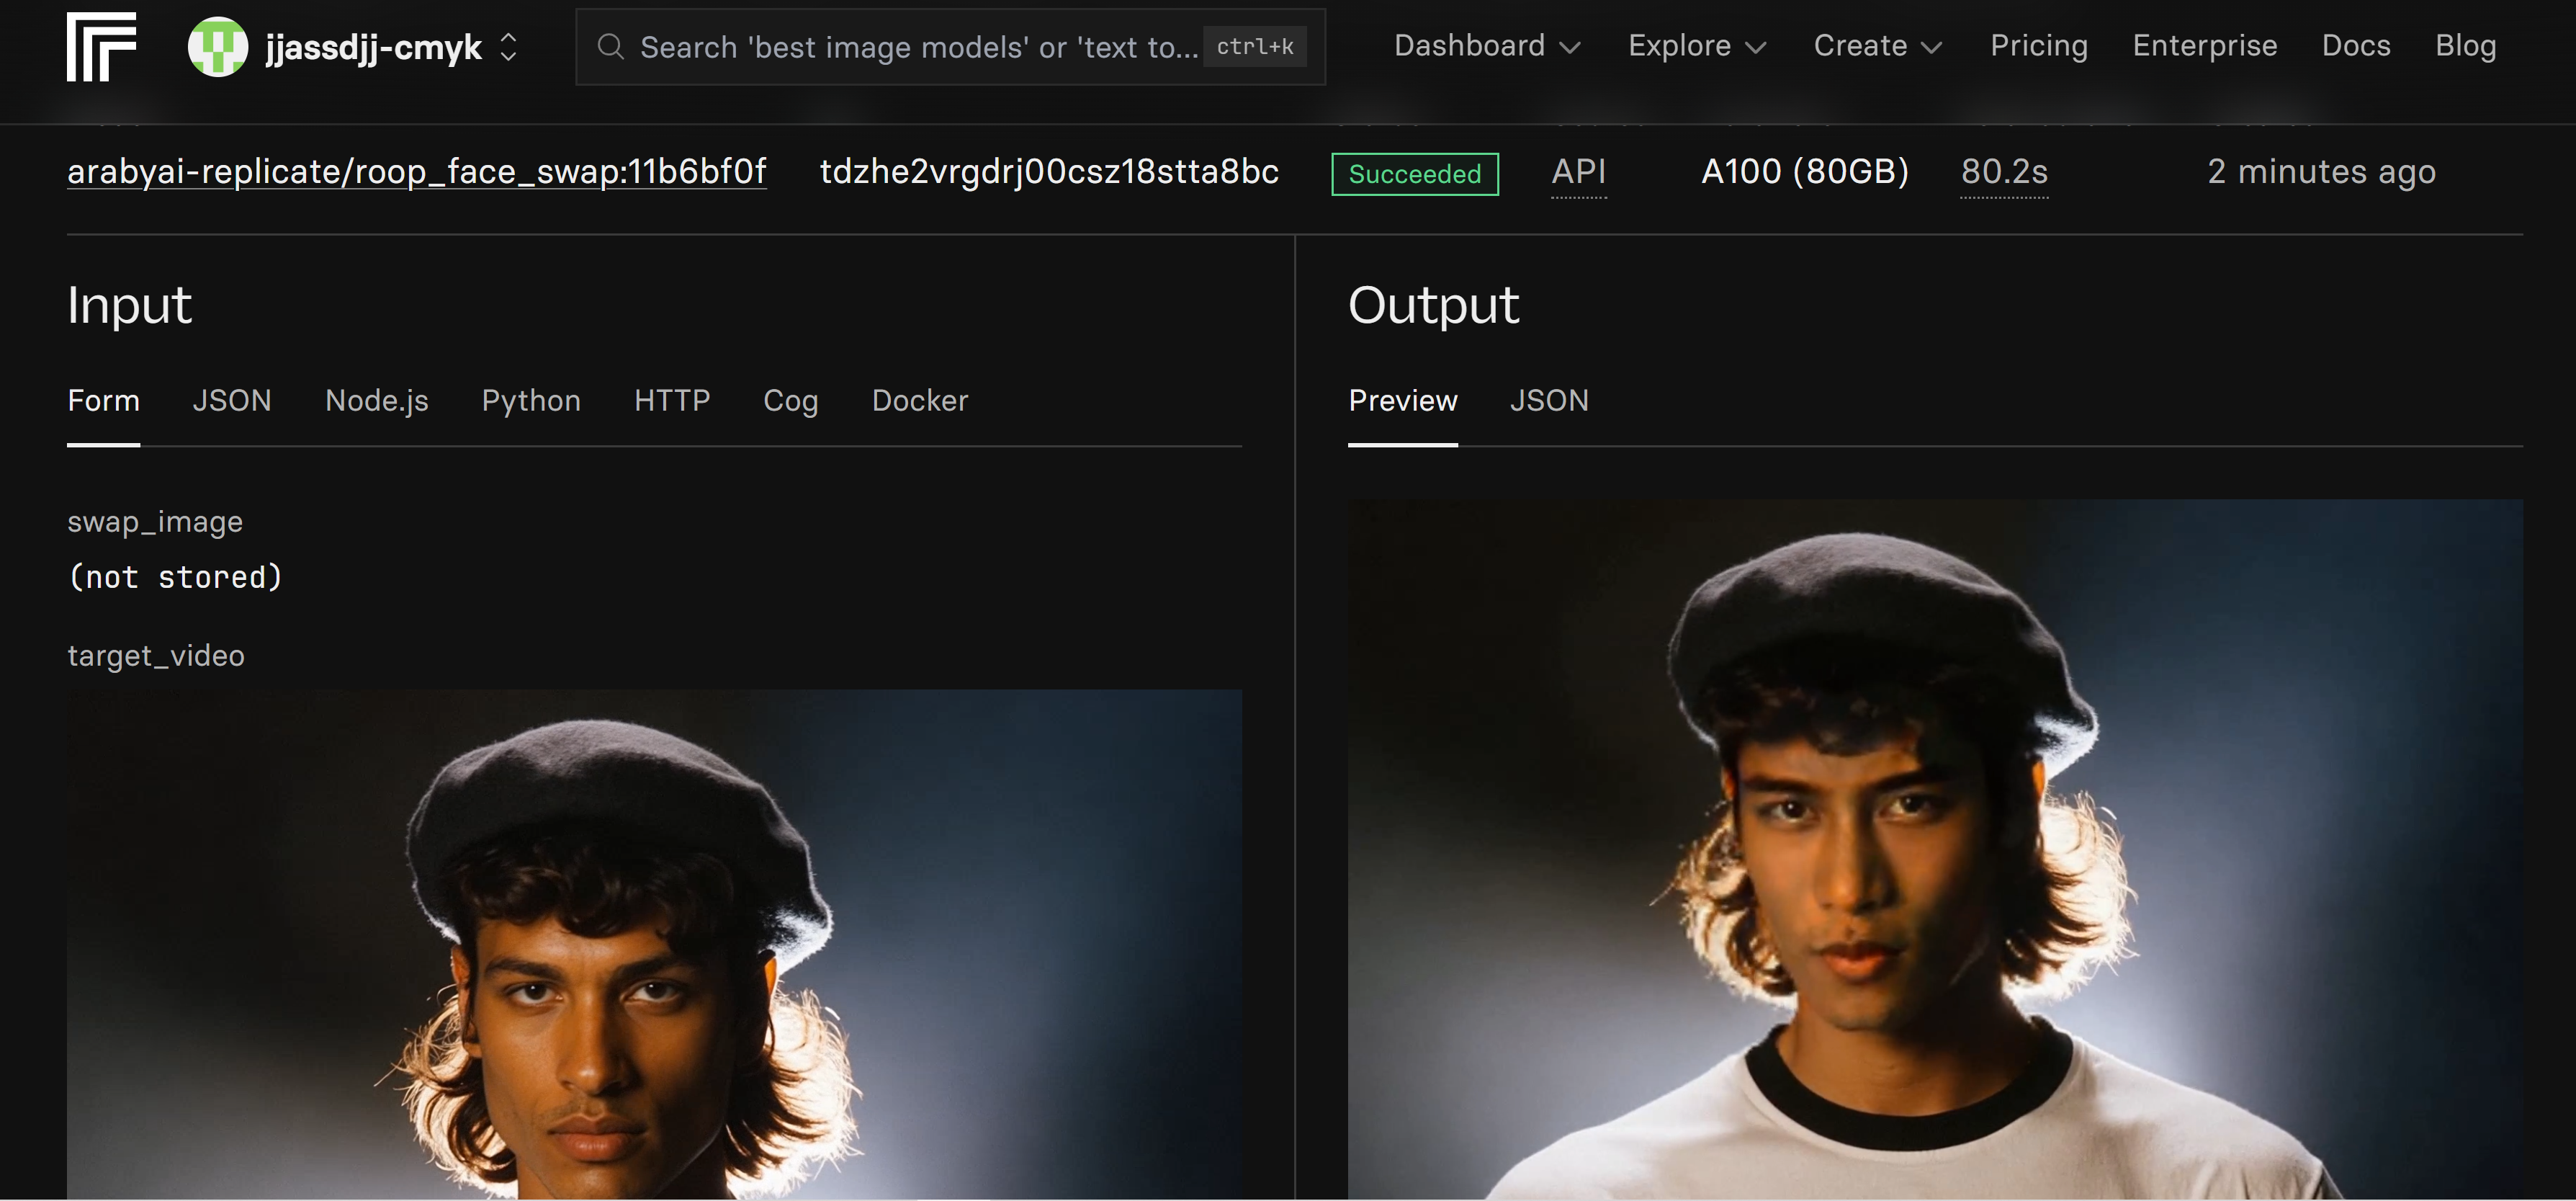 jjassdjj-cmyk
Search 'best image models' or 'text to... ctrl+k
Dashboard Explore Create Pricing Enterprise Docs Blog
arabyai-replicate/roop_face_swap:11b6bf0f tdzhe2vrgdrj00csz18stta8bc Succeeded API A100 (80GB) 80.2s 2 minutes ago
Input
Form JSON Node.js Python HTTP Cog Docker
swap_image
(not stored)
target_video
Output
Preview JSON